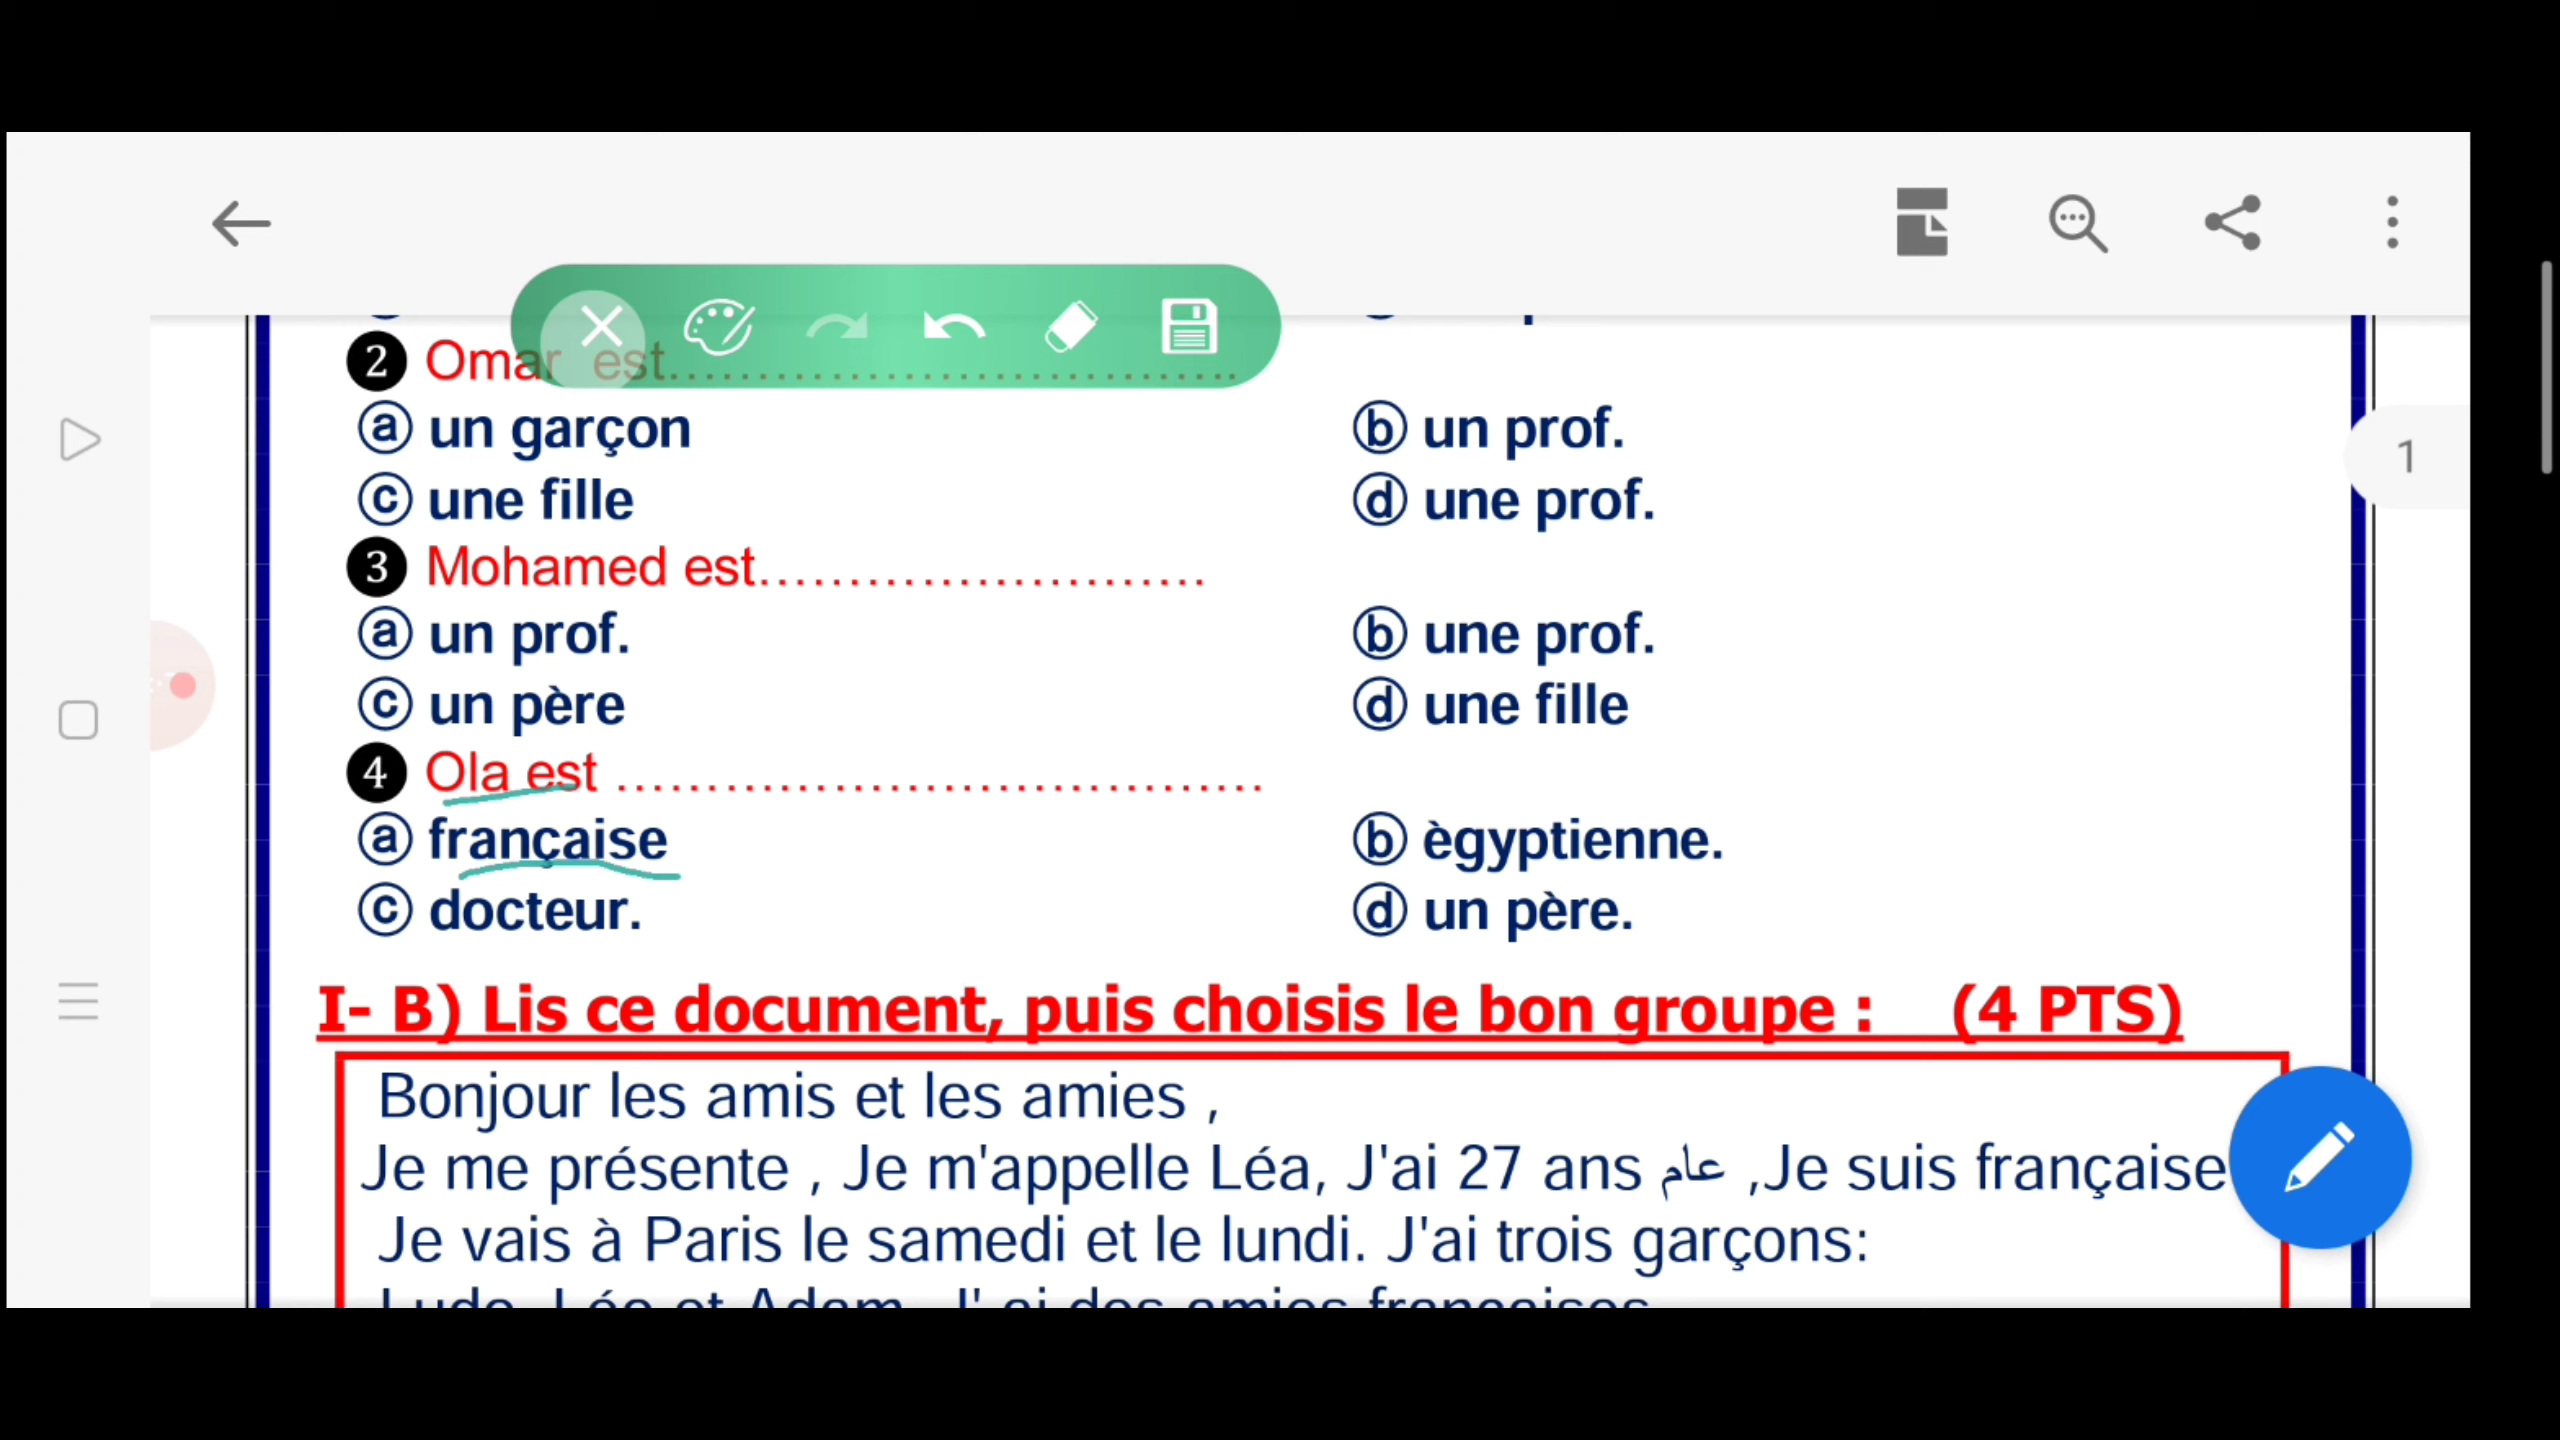 ❷ Omar est................................
ⓐ un garçon
ⓑ un prof.
ⓒ une fille
ⓓ une prof.
❸ Mohamed est.........................
ⓐ un prof.
ⓑ une prof.
ⓒ un père
ⓓ une fille
❹ Ola est ....................................
ⓐ française
ⓑ ègyptienne.
ⓒ docteur.
ⓓ un père.
I- B) Lis ce document, puis choisis le bon groupe : (4 PTS)
Bonjour les amis et les amies ,
Je me présente , Je m'appelle Léa, J'ai 27 ans عام ,Je suis française
Je vais à Paris le samedi et le lundi. J'ai trois garçons:
1